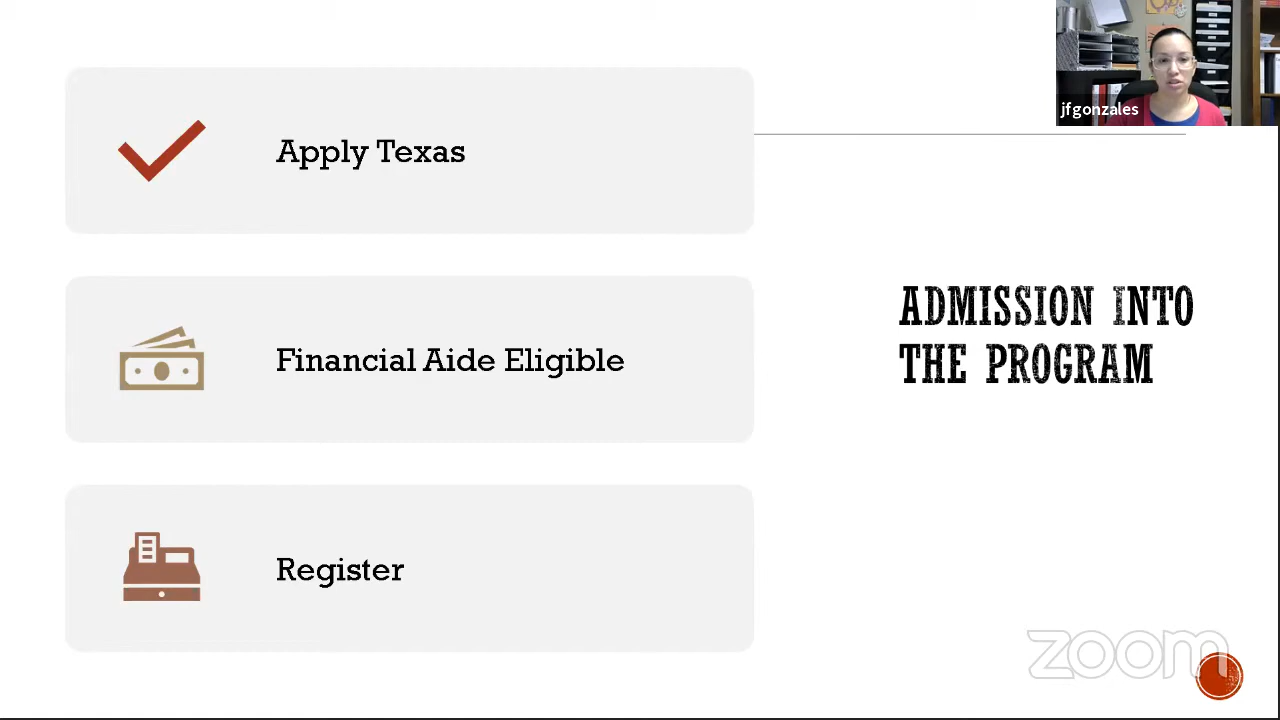 jfgonzales
Apply Texas
Financial Aide Eligible
Register
ADMISSION INTO
THE PROGRAM
zoom